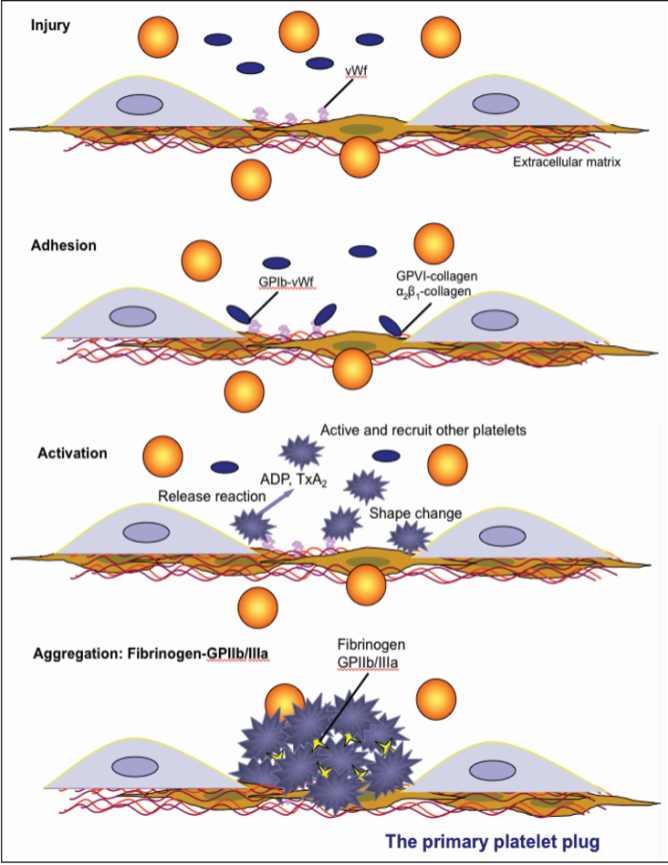 Injury
vWf
Extracellular matrix
Adhesion
GPIb-vWf
GPVI-collagen
α₂β₁-collagen
Activation
Active and recruit other platelets
ADP, TxA₂
Release reaction
Shape change
Aggregation: Fibrinogen-GPIIb/IIIa
Fibrinogen
GPIIb/IIIa
The primary platelet plug